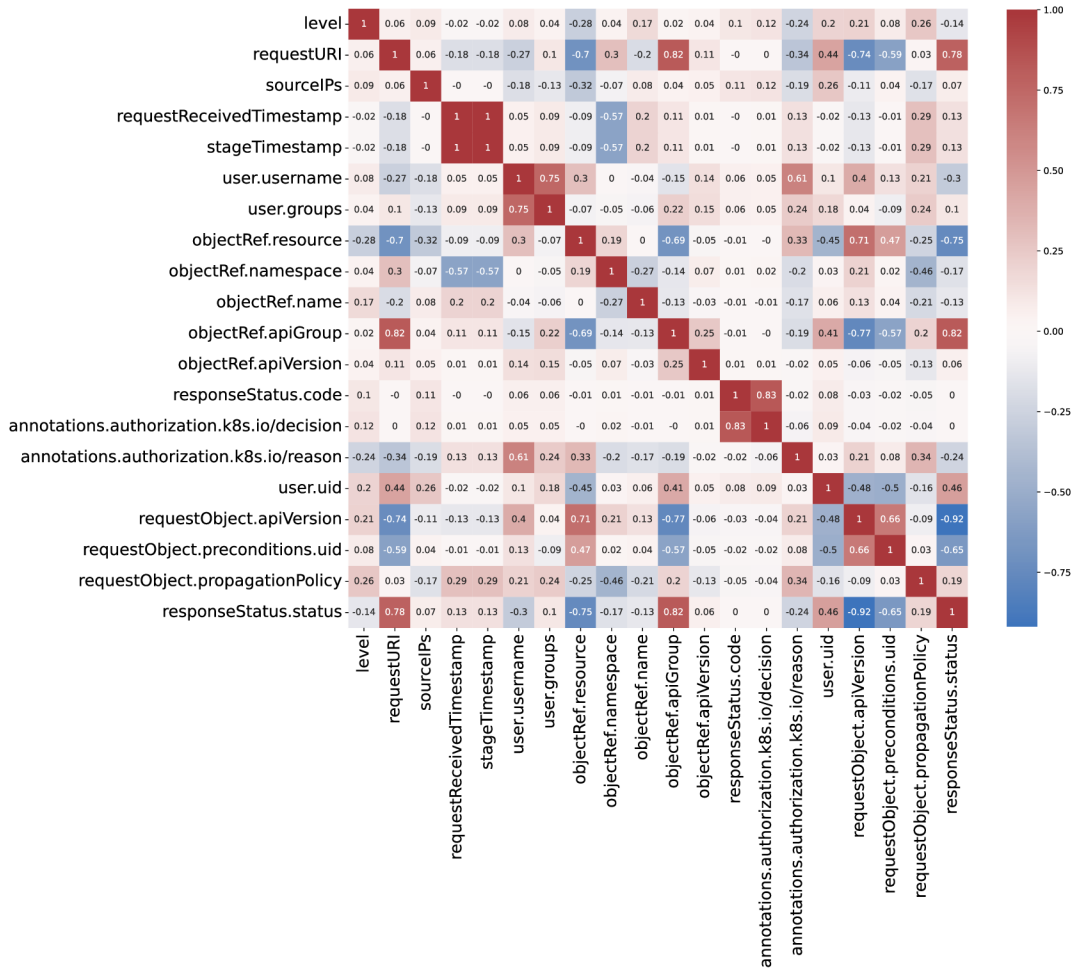 level 1 0.06 0.09 -0.02 -0.02 0.08 0.04 -0.28 0.04 0.17 0.02 0.04 0.1 0.12 -0.24 0.2 0.21 0.08 0.26 -0.14
requestURI 0.06 1 0.06 -0.18 -0.18 -0.27 0.1 -0.7 0.3 -0.2 0.82 0.11 -0 0 -0.34 0.44 -0.74 -0.59 0.03 0.78
sourceIPs 0.09 0.06 1 -0 -0 -0.18 -0.13 -0.32 -0.07 0.08 0.04 0.05 0.11 0.12 -0.19 0.26 -0.11 0.04 -0.17 0.07
requestReceivedTimestamp -0.02 -0.18 -0 1 1 0.05 0.09 -0.09 -0.57 0.2 0.11 0.01 -0 0.01 0.13 -0.02 -0.13 -0.01 0.29 0.13
stageTimestamp -0.02 -0.18 -0 1 1 0.05 0.09 -0.09 -0.57 0.2 0.11 0.01 -0 0.01 0.13 -0.02 -0.13 -0.01 0.29 0.13
user.username 0.08 -0.27 -0.18 0.05 0.05 1 0.75 0.3 0 -0.04 -0.15 0.14 0.06 0.05 0.61 0.1 0.4 0.13 0.21 -0.3
user.groups 0.04 0.1 -0.13 0.09 0.09 0.75 1 -0.07 -0.05 -0.06 0.22 0.15 0.06 0.05 0.24 0.18 0.04 -0.09 0.24 0.1
objectRef.resource -0.28 -0.7 -0.32 -0.09 -0.09 0.3 -0.07 1 0.19 0 -0.69 -0.05 -0.01 -0 0.33 -0.45 0.71 0.47 -0.25 -0.75
objectRef.namespace 0.04 0.3 -0.07 -0.57 -0.57 0 -0.05 0.19 1 -0.27 -0.14 0.07 0.01 0.02 -0.2 0.03 0.21 0.02 -0.46 -0.17
objectRef.name 0.17 -0.2 0.08 0.2 0.2 -0.04 -0.06 0 -0.27 1 -0.13 -0.03 -0.01 -0.01 -0.17 0.06 0.13 0.04 -0.21 -0.13
objectRef.apiGroup 0.02 0.82 0.04 0.11 0.11 -0.15 0.22 -0.69 -0.14 -0.13 1 0.25 -0.01 -0 -0.19 0.41 -0.77 -0.57 0.2 0.82
objectRef.apiVersion 0.04 0.11 0.05 0.01 0.01 0.14 0.15 -0.05 0.07 -0.03 0.25 1 0.01 0.01 -0.02 0.05 -0.06 -0.05 -0.13 0.06
responseStatus.code 0.1 -0 0.11 -0 -0 0.06 0.06 -0.01 0.01 -0.01 -0.01 0.01 1 0.83 -0.02 0.08 -0.03 -0.02 -0.05 0
annotations.authorization.k8s.io/decision 0.12 0 0.12 0.01 0.01 0.05 0.05 -0 0.02 -0.01 -0 0.01 0.83 1 -0.06 0.09 -0.04 -0.02 -0.04 0
annotations.authorization.k8s.io/reason -0.24 -0.34 -0.19 0.13 0.13 0.61 0.24 0.33 -0.2 -0.17 -0.19 -0.02 -0.02 -0.06 1 0.03 0.21 0.08 0.34 -0.24
user.uid 0.2 0.44 0.26 -0.02 -0.02 0.1 0.18 -0.45 0.03 0.06 0.41 0.05 0.08 0.09 0.03 1 -0.48 -0.5 -0.16 0.46
requestObject.apiVersion 0.21 -0.74 -0.11 -0.13 -0.13 0.4 0.04 0.71 0.21 0.13 -0.77 -0.06 -0.03 -0.04 0.21 -0.48 1 0.66 -0.09 -0.92
requestObject.preconditions.uid 0.08 -0.59 0.04 -0.01 -0.01 0.13 -0.09 0.47 0.02 0.04 -0.57 -0.05 -0.02 -0.02 0.08 -0.5 0.66 1 0.03 -0.65
requestObject.propagationPolicy 0.26 0.03 -0.17 0.29 0.29 0.21 0.24 -0.25 -0.46 -0.21 0.2 -0.13 -0.05 -0.04 0.34 -0.16 -0.09 0.03 1 0.19
responseStatus.status -0.14 0.78 0.07 0.13 0.13 -0.3 0.1 -0.75 -0.17 -0.13 0.82 0.06 0 0 -0.24 0.46 -0.92 -0.65 0.19 1
level
requestURI
sourceIPs
requestReceivedTimestamp
stageTimestamp
user.username
user.groups
objectRef.resource
objectRef.namespace
objectRef.name
objectRef.apiGroup
objectRef.apiVersion
responseStatus.code
annotations.authorization.k8s.io/decision
annotations.authorization.k8s.io/reason
user.uid
requestObject.apiVersion
requestObject.preconditions.uid
requestObject.propagationPolicy
responseStatus.status
1.00
0.75
0.50
0.25
0.00
-0.25
-0.50
-0.75